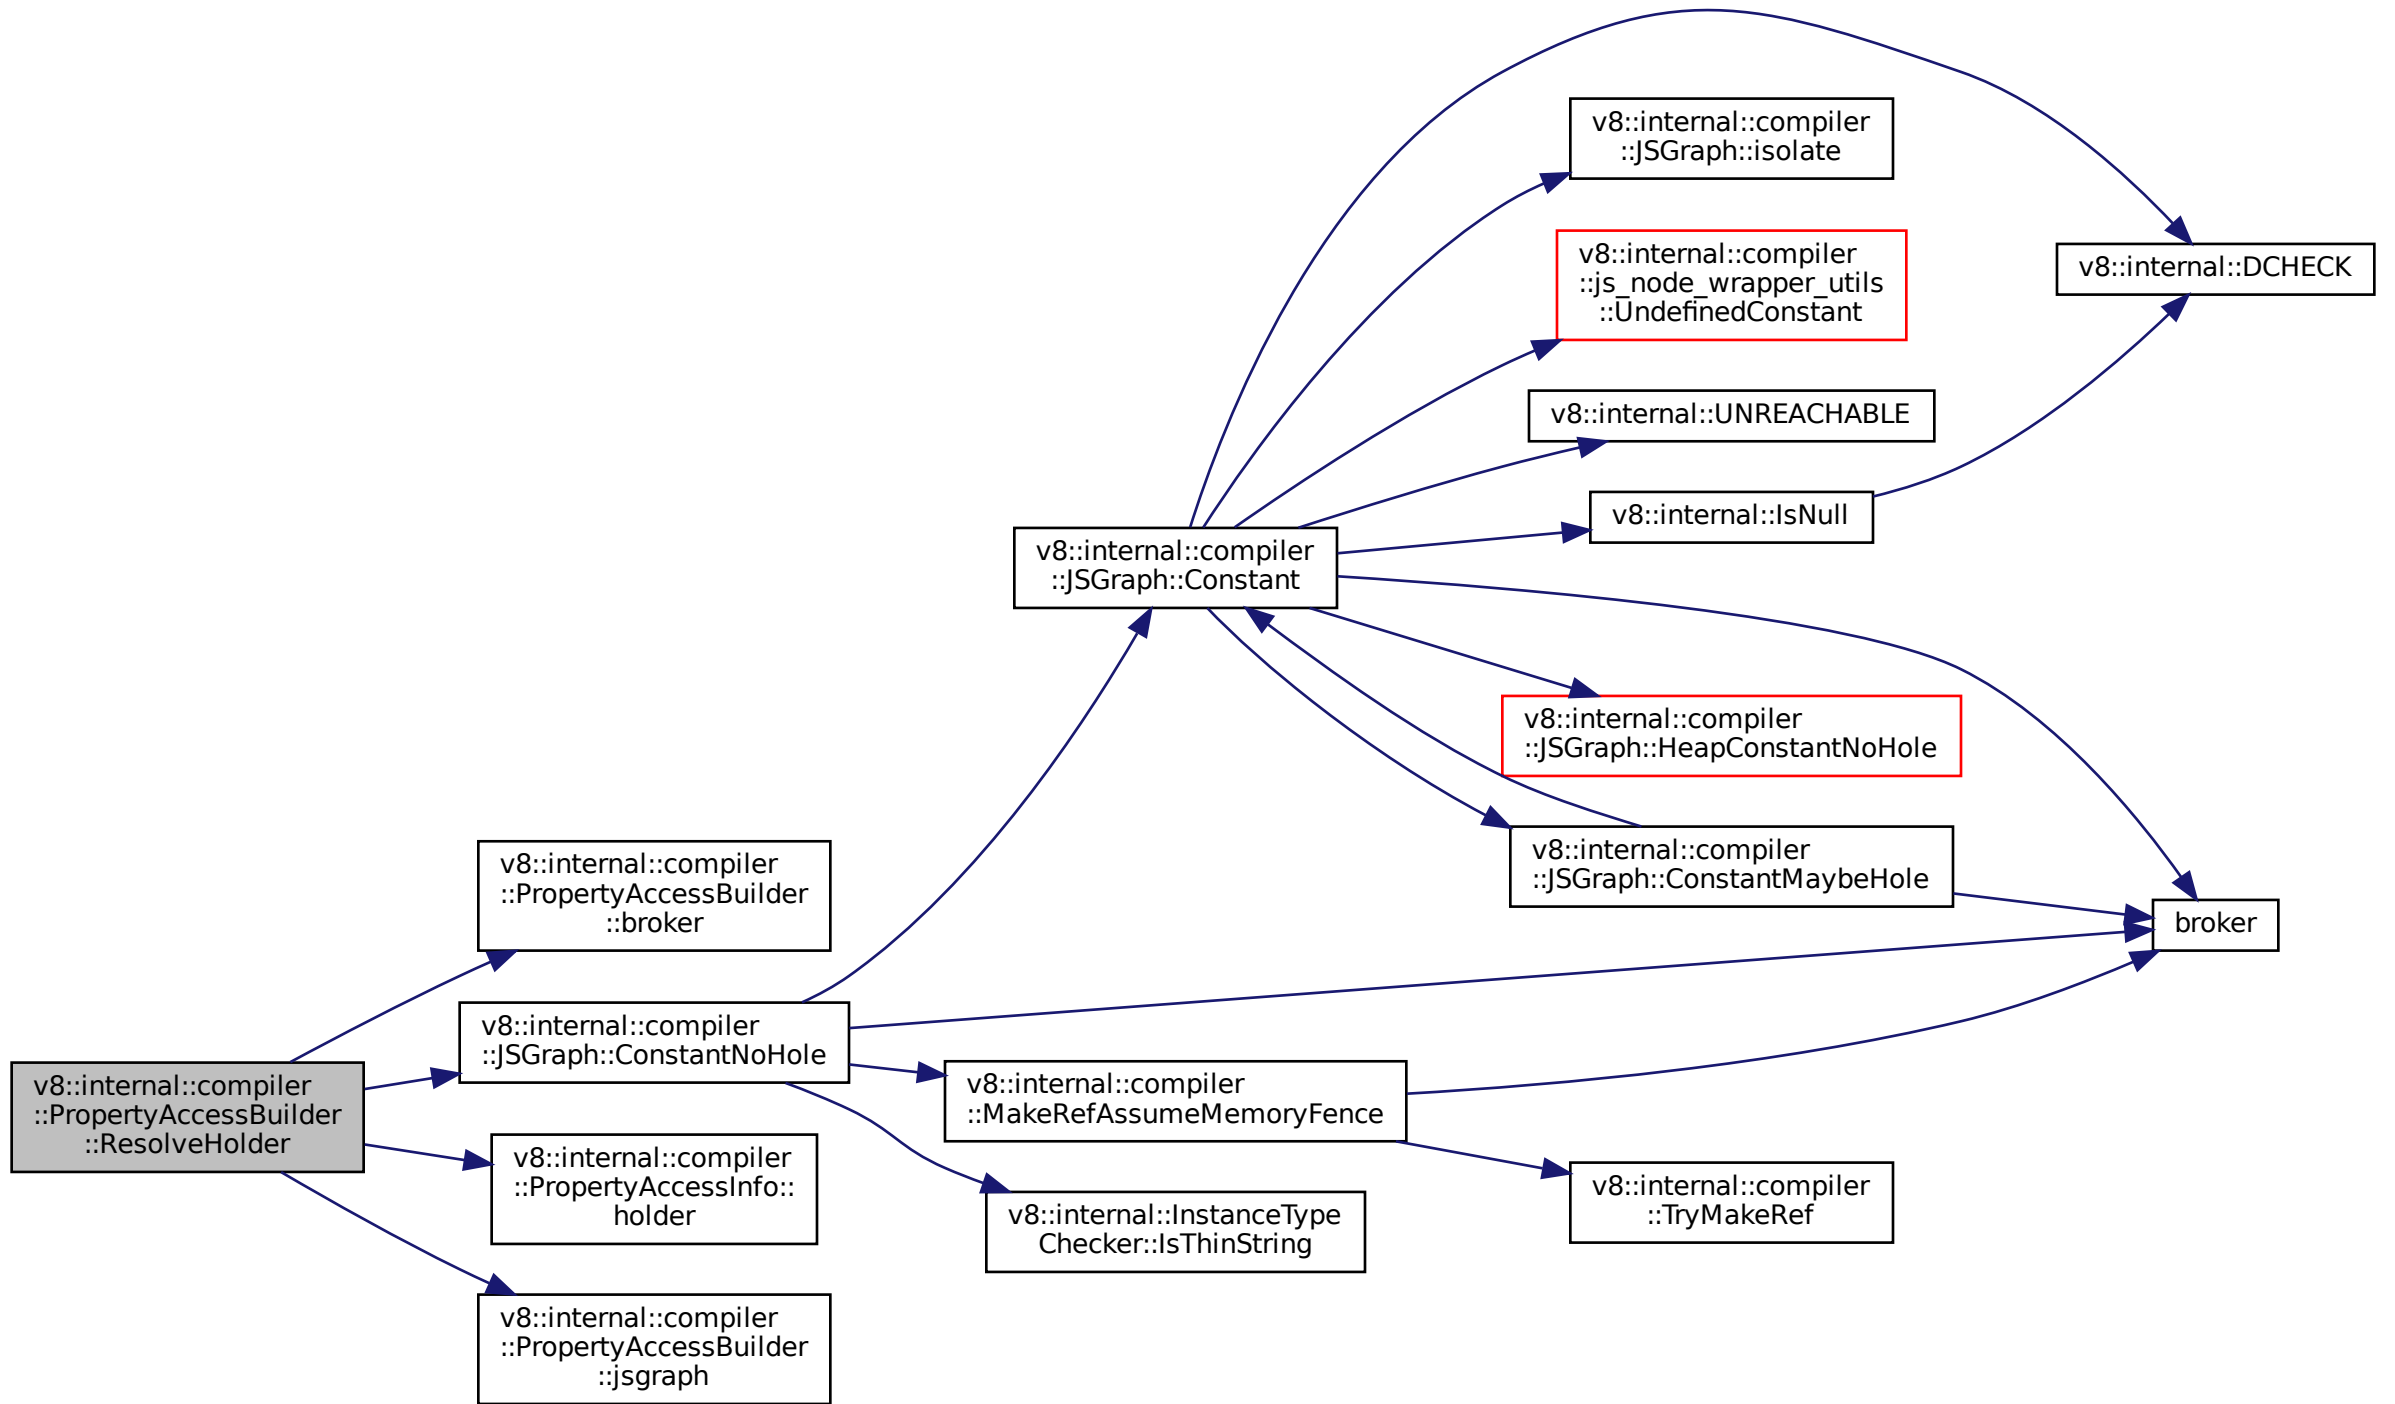 v8::internal::compiler
::JSGraph::isolate
v8::internal::compiler
::js_node_wrapper_utils
::UndefinedConstant
v8::internal::DCHECK
v8::internal::UNREACHABLE
v8::internal::IsNull
v8::internal::compiler
::JSGraph::Constant
v8::internal::compiler
::JSGraph::HeapConstantNoHole
v8::internal::compiler
::JSGraph::ConstantMaybeHole
v8::internal::compiler
::PropertyAccessBuilder
::broker
broker
v8::internal::compiler
::JSGraph::ConstantNoHole
v8::internal::compiler
::PropertyAccessBuilder
::ResolveHolder
v8::internal::compiler
::MakeRefAssumeMemoryFence
v8::internal::compiler
::PropertyAccessInfo::
holder
v8::internal::InstanceType
Checker::IsThinString
v8::internal::compiler
::TryMakeRef
v8::internal::compiler
::PropertyAccessBuilder
::jsgraph